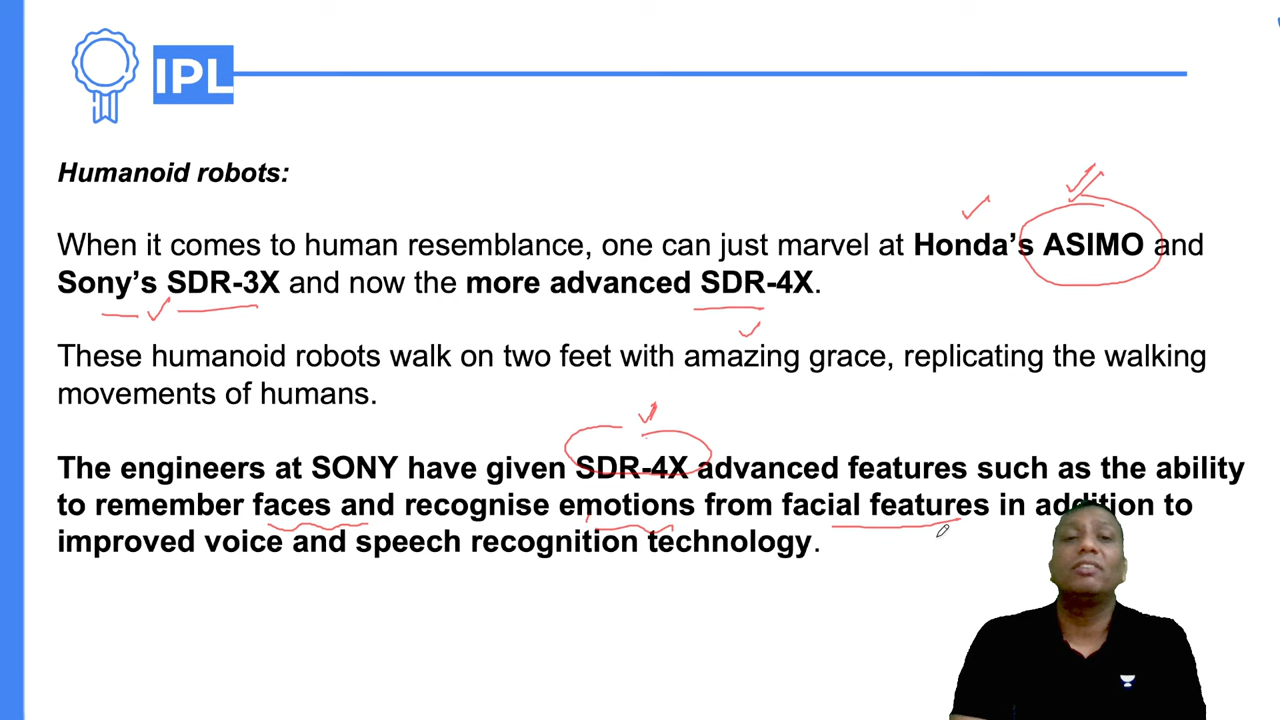 IPL
Humanoid robots:
When it comes to human resemblance, one can just marvel at Honda's ASIMO and
Sony's SDR-3X and now the more advanced SDR-4X.
These humanoid robots walk on two feet with amazing grace, replicating the walking
movements of humans.
The engineers at SONY have given SDR-4X advanced features such as the ability
to remember faces and recognise emotions from facial features in addition to
improved voice and speech recognition technology.